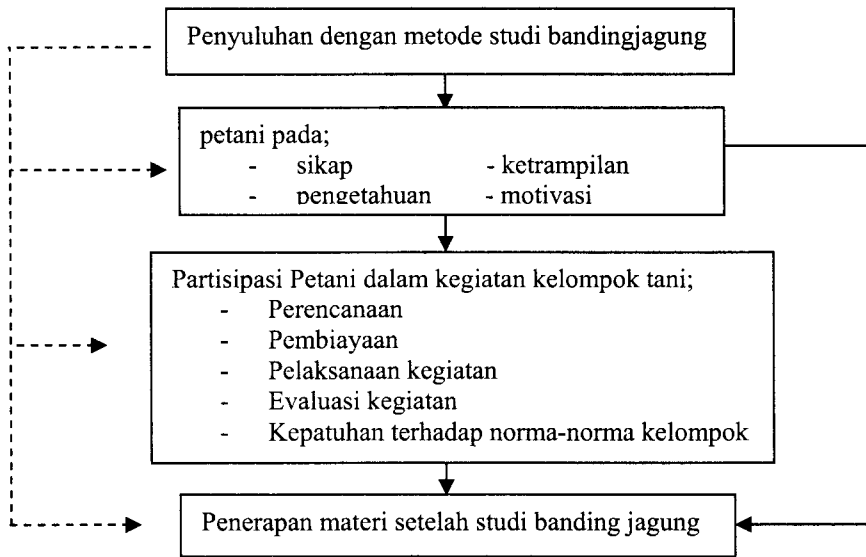 Penyuluhan dengan metode studi bandingjagung
petani pada;
- sikap - ketrampilan
- pengetahuan - motivasi
Partisipasi Petani dalam kegiatan kelompok tani;
- Perencanaan
- Pembiayaan
- Pelaksanaan kegiatan
- Evaluasi kegiatan
- Kepatuhan terhadap norma-norma kelompok
Penerapan materi setelah studi banding jagung